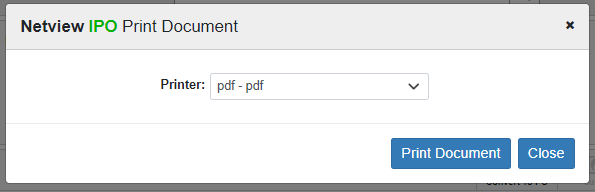 Netview IPO Print Document
Printer: pdf - pdf
Print Document Close